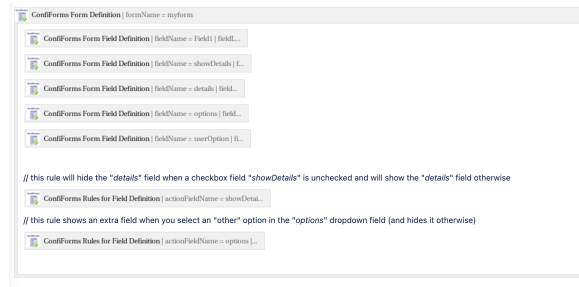 ConfiForms Form Definition | formName = myform
ConfiForms Form Field Definition | fieldName = Field1 | fieldL...
ConfiForms Form Field Definition | fieldName = showDetails | f...
ConfiForms Form Field Definition | fieldName = details | field...
ConfiForms Form Field Definition | fieldName = options | field...
ConfiForms Form Field Definition | fieldName = userOption | fi...
// this rule will hide the "details" field when a checkbox field "showDetails" is unchecked and will show the "details" field otherwise
ConfiForms Rules for Field Definition | actionFieldName = showDetai...
// this rule shows an extra field when you select an "other" option in the "options" dropdown field (and hides it otherwise)
ConfiForms Rules for Field Definition | actionFieldName = options |...